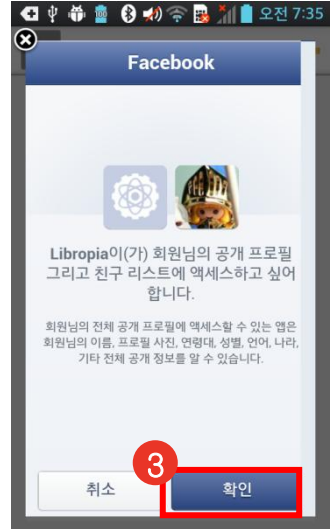 오전 7:35
Facebook
Libropia이(가) 회원님의 공개 프로필
그리고 친구 리스트에 액세스하고 싶어
합니다.
회원님의 전체 공개 프로필에 액세스할 수 있는 앱은
회원님의 이름, 프로필 사진, 연령대, 성별, 언어, 나라,
기타 전체 공개 정보를 알 수 있습니다.
3
취소 확인